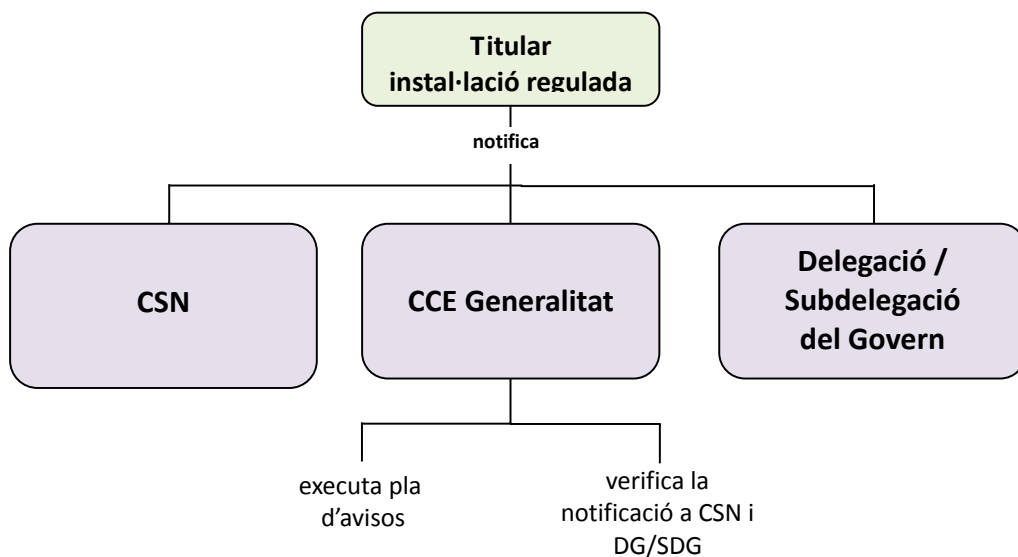 Titular
instal·lació regulada
notifica
CSN
CCE Generalitat
Delegació /
Subdelegació
del Govern
executa pla
d'avisos
verifica la
notificació a CSN i
DG/SDG